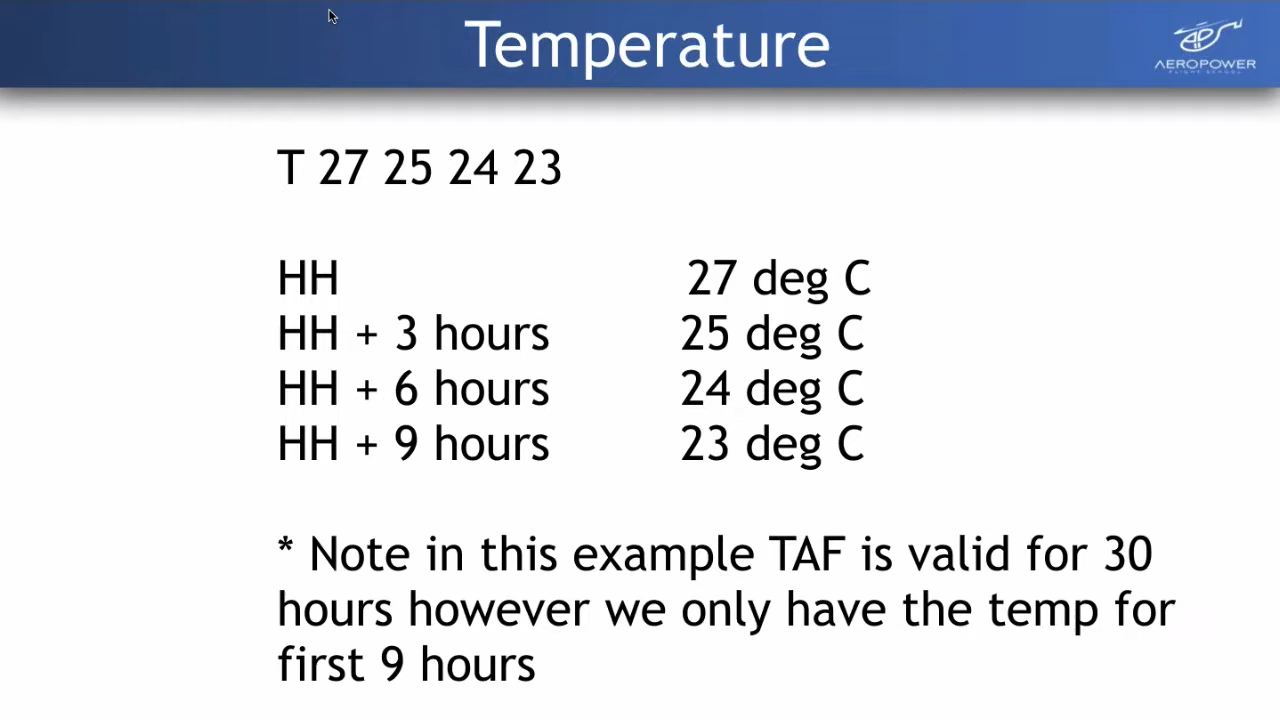 Temperature
AEROPOWER
FLIGHT SCHOOL
T 27 25 24 23
HH 27 deg C
HH + 3 hours 25 deg C
HH + 6 hours 24 deg C
HH + 9 hours 23 deg C
* Note in this example TAF is valid for 30
hours however we only have the temp for
first 9 hours